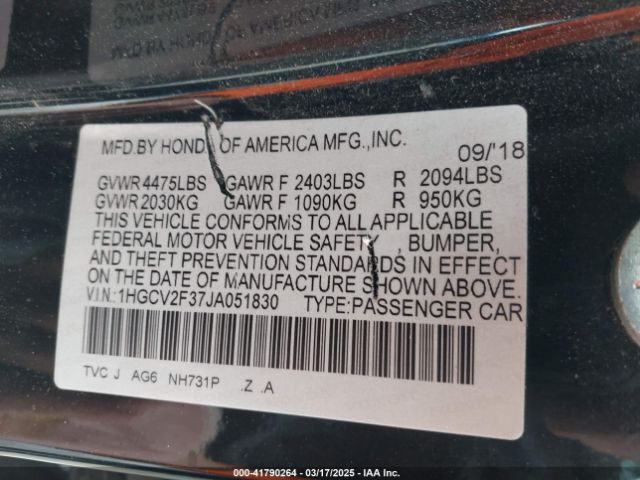 MFD.BY HONDA OF AMERICA MFG.,INC. 09/'18
GVWR 4475LBS GAWR F 2403LBS R 2094LBS
GVWR 2030KG GAWR F 1090KG R 950KG
THIS VEHICLE CONFORMS TO ALL APPLICABLE
FEDERAL MOTOR VEHICLE SAFETY , BUMPER,
AND THEFT PREVENTION STANDARDS IN EFFECT
ON THE DATE OF MANUFACTURE SHOWN ABOVE.
V.I.N.: 1HGCV2F37JA051830 TYPE:PASSENGER CAR
TVC J AG6 NH731P .Z .A
000-41790264 - 03/17/2025 - IAA Inc.